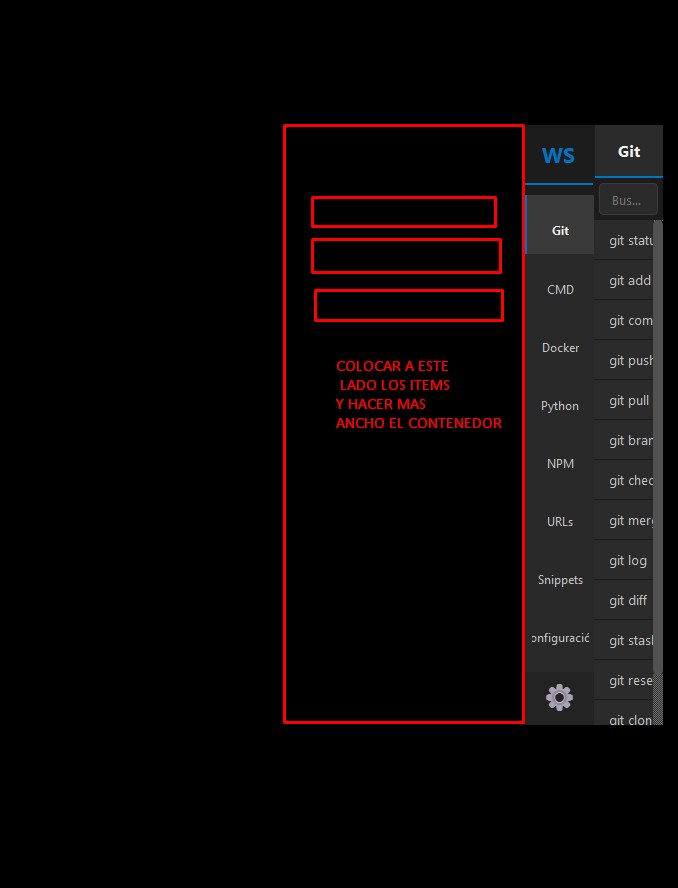 WS
Git
CMD
Docker
Python
NPM
URLs
Snippets
onfiguració
Git
Bus...
git statu
git add
git com
git push
git pull
git bran
git chec
git merg
git log
git diff
git stash
git rese
git clon
COLOCAR A ESTE
LADO LOS ITEMS
Y HACER MAS
ANCHO EL CONTENEDOR